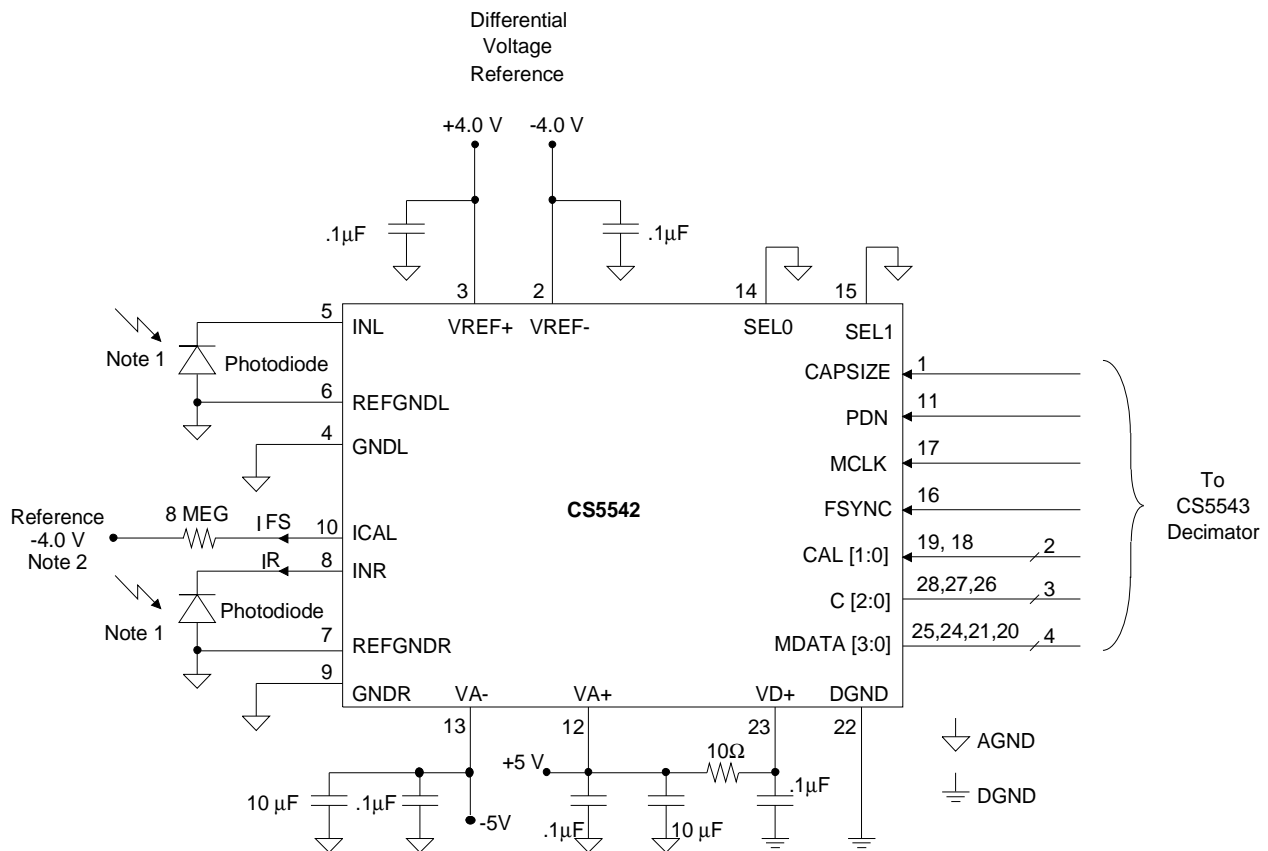 Differential
Voltage
Reference
+4.0 V
-4.0 V
.1µF
.1µF
3
2
14
15
5
INL
VREF+
VREF-
SEL0
SEL1
Note 1
Photodiode
6
REFGNDL
4
GNDL
CAPSIZE
1
PDN
11
MCLK
17
FSYNC
16
CAL [1:0]
19, 18
2
C [2:0]
28,27,26
3
MDATA [3:0]
25,24,21,20
4
To
CS5543
Decimator
CS5542
Reference
-4.0 V
Note 2
8 MEG
IFS
10
ICAL
IR
8
INR
Note 1
Photodiode
7
REFGNDR
9
GNDR
VA-
VA+
VD+
DGND
13
12
23
22
10 µF
.1µF
-5V
+5 V
.1µF
10 µF
10Ω
.1µF
AGND
DGND